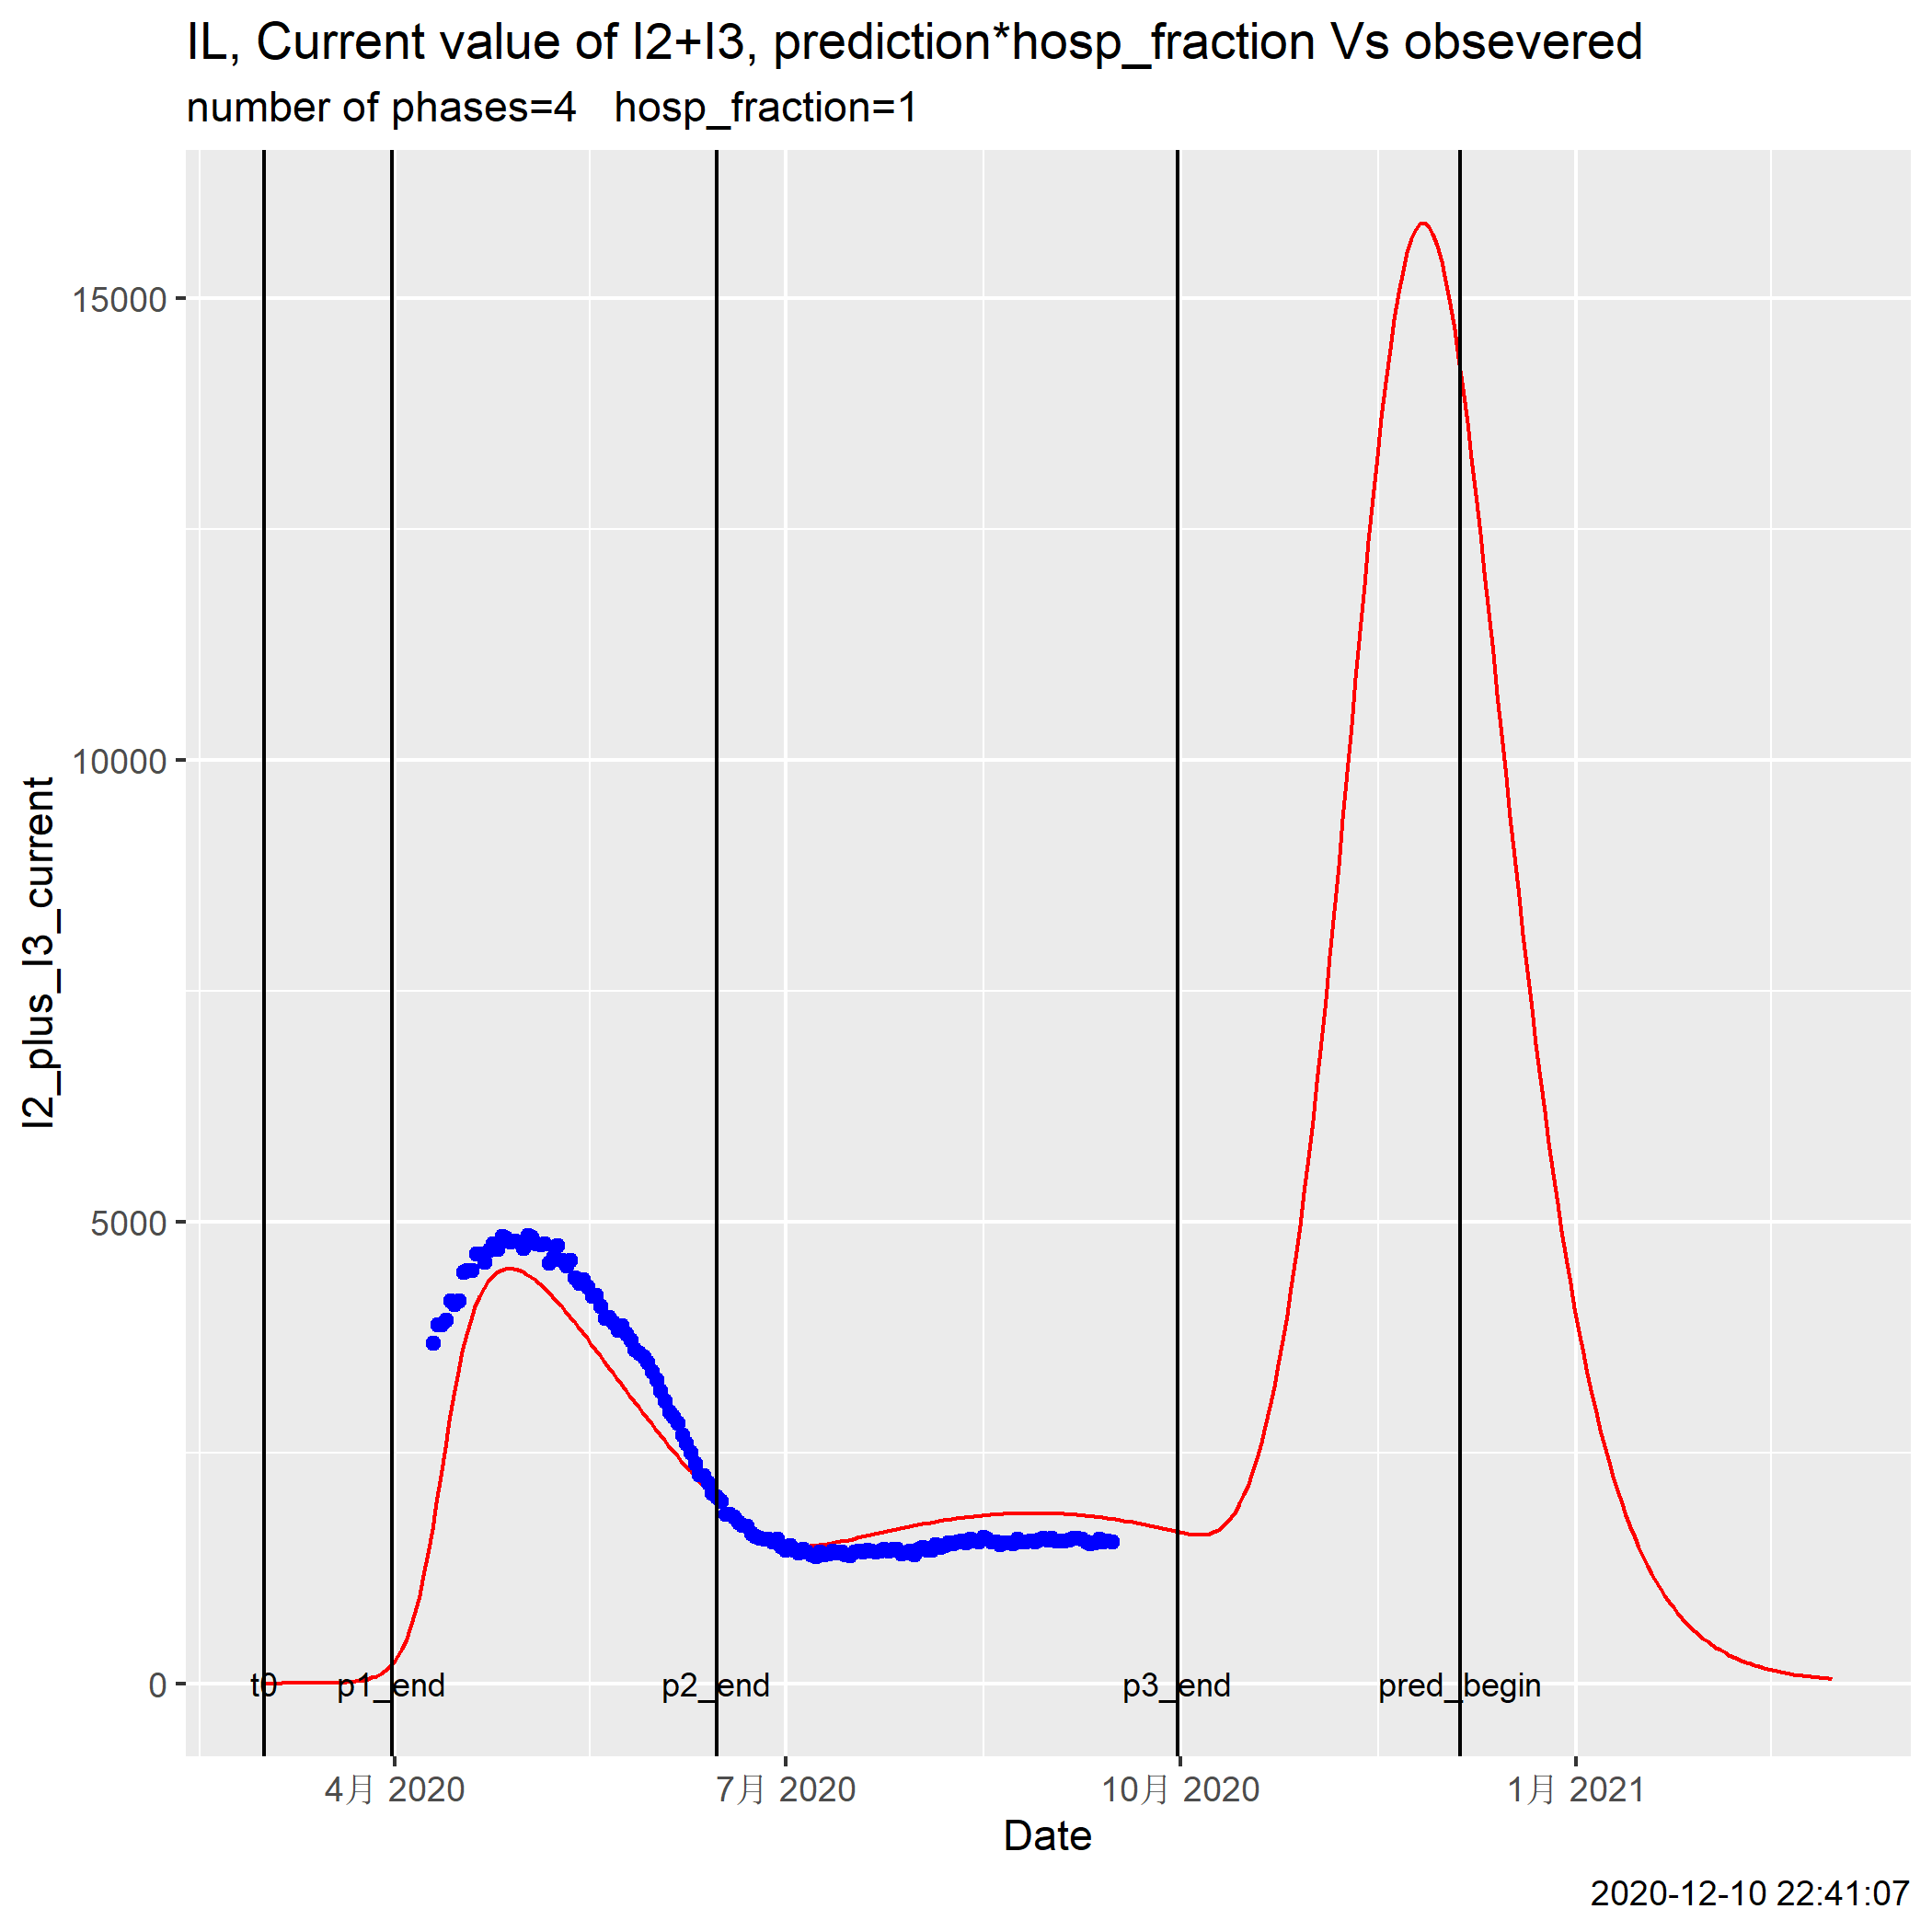 IL, Current value of I2+I3, prediction*hosp_fraction Vs obsevered
number of phases=4 hosp_fraction=1
I2_plus_I3_current
15000
10000
5000
0
t0
p1_end
p2_end
p3_end
pred_begin
4月 2020
7月 2020
10月 2020
1月 2021
Date
2020-12-10 22:41:07